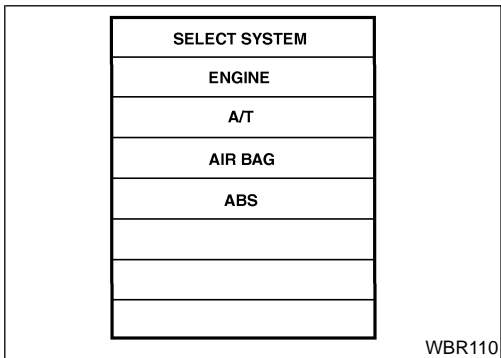 SELECT SYSTEM
ENGINE
A/T
AIR BAG
ABS
WBR110